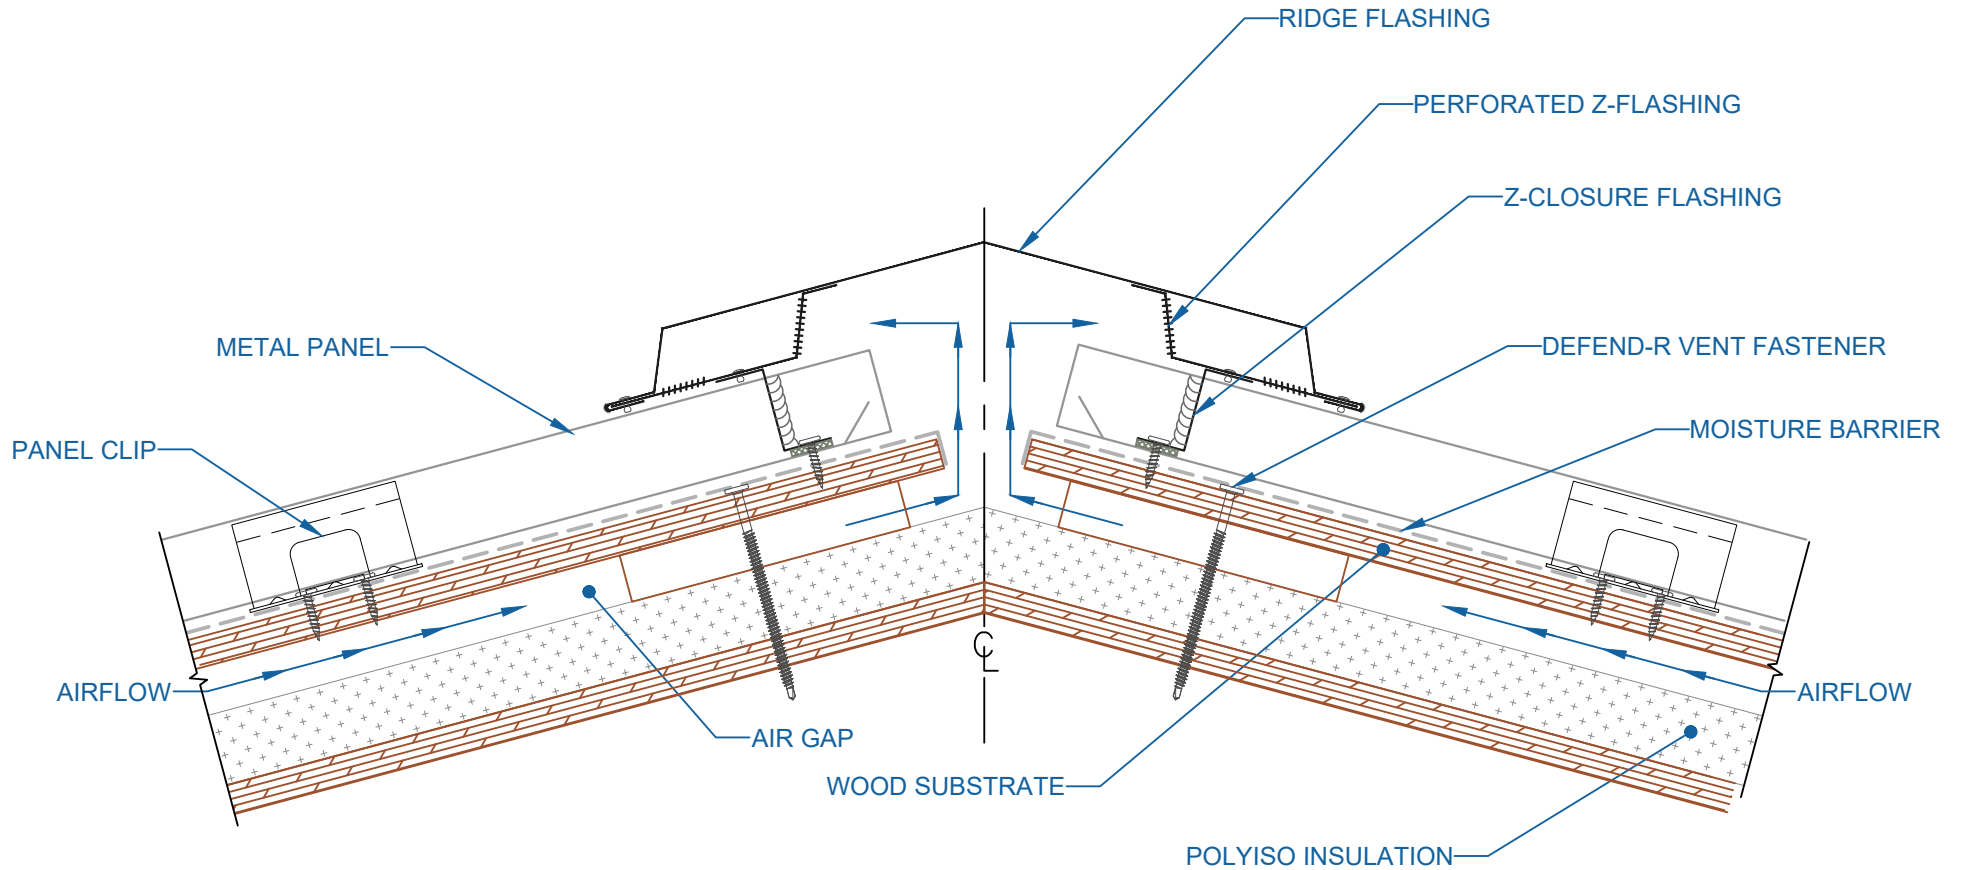 RIDGE FLASHING
PERFORATED Z-FLASHING
Z-CLOSURE FLASHING
METAL PANEL
DEFEND-R VENT FASTENER
PANEL CLIP
MOISTURE BARRIER
CL
AIRFLOW
AIRFLOW
AIR GAP
WOOD SUBSTRATE
POLYISO INSULATION